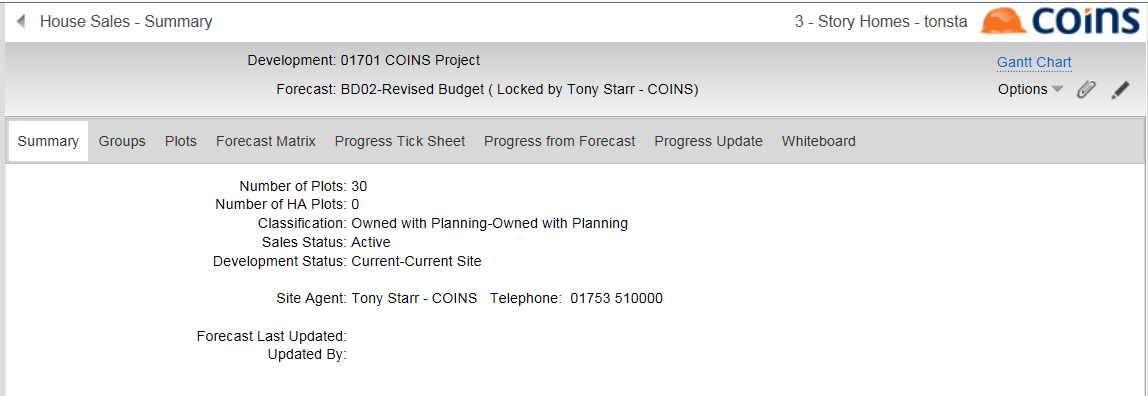 House Sales - Summary
3 - Story Homes - tonsta
coins
Development: 01701 COINS Project
Gantt Chart
Forecast: BD02-Revised Budget ( Locked by Tony Starr - COINS)
Options
Summary Groups Plots Forecast Matrix Progress Tick Sheet Progress from Forecast Progress Update Whiteboard
Number of Plots: 30
Number of HA Plots: 0
Classification: Owned with Planning-Owned with Planning
Sales Status: Active
Development Status: Current-Current Site
Site Agent: Tony Starr - COINS Telephone: 01753 510000
Forecast Last Updated:
Updated By: